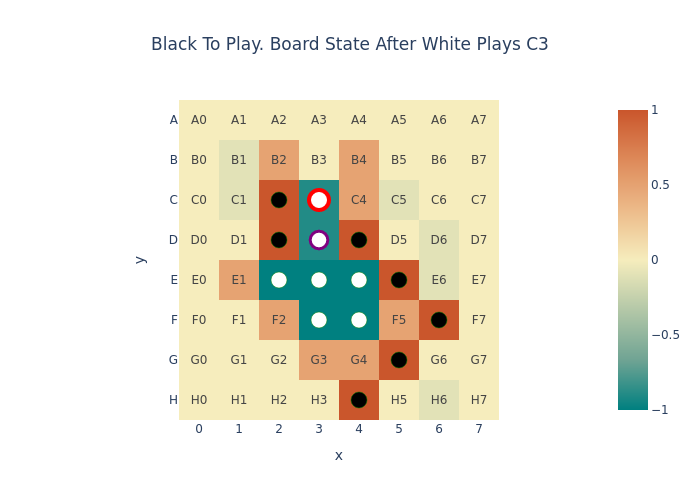 Black To Play. Board State After White Plays C3
A A0 A1 A2 A3 A4 A5 A6 A7
B B0 B1 B2 B3 B4 B5 B6 B7
C C0 C1 C4 C5 C6 C7
D D0 D1 D5 D6 D7
E E0 E1 E6 E7
F F0 F1 F2 F5 F7
G G0 G1 G2 G3 G4 G6 G7
H H0 H1 H2 H3 H5 H6 H7
0 1 2 3 4 5 6 7
x
y
1
0.5
0
−0.5
−1